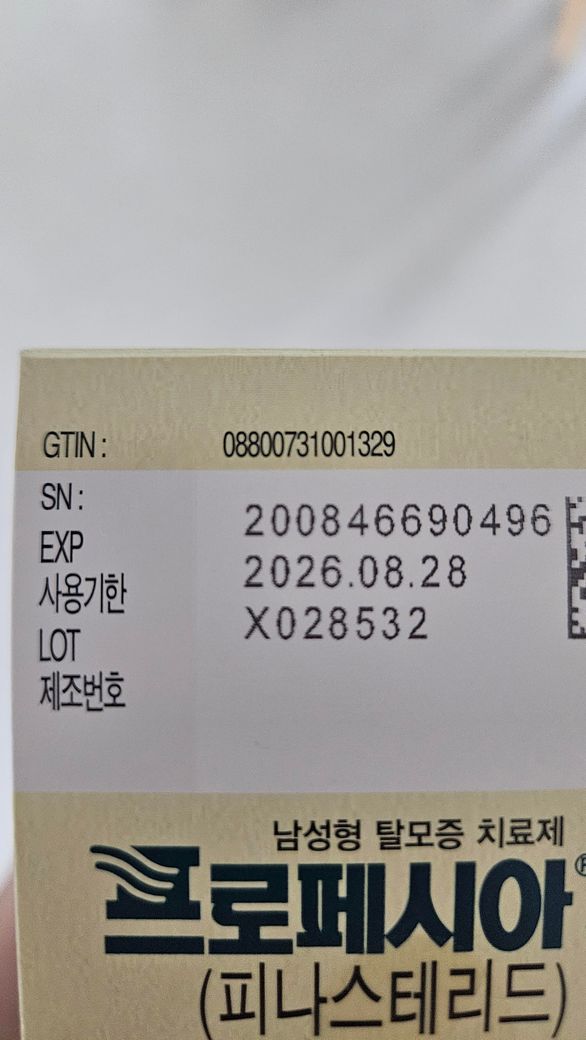 GTIN : 08800731001329
SN : 200846690496
EXP 2026.08.28
사용기한
LOT X028532
제조번호
남성형 탈모증 치료제
프로페시아®
(피나스테리드)